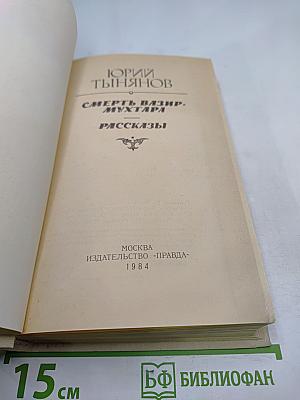 ЮРИЙ
ТЫНЯНОВ
СМЕРТЬ ВАЗИР-
МУХТАРА
РАССКАЗЫ
МОСКВА
ИЗДАТЕЛЬСТВО «ПРАВДА»
1984
15 см
БФ БИБЛИОФАН